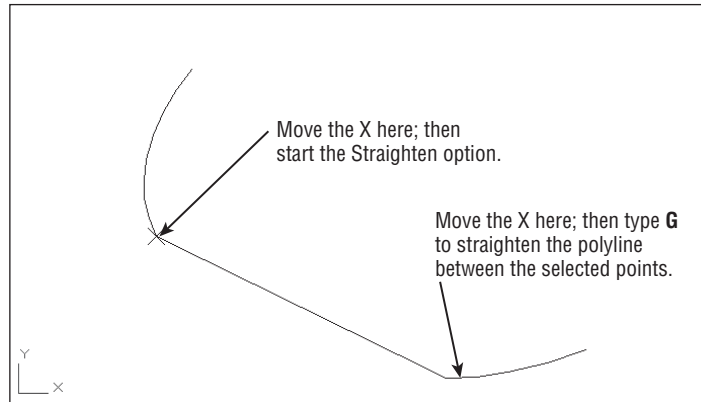 Move the X here; then
start the Straighten option.
Move the X here; then type G
to straighten the polyline
between the selected points.
Y
X